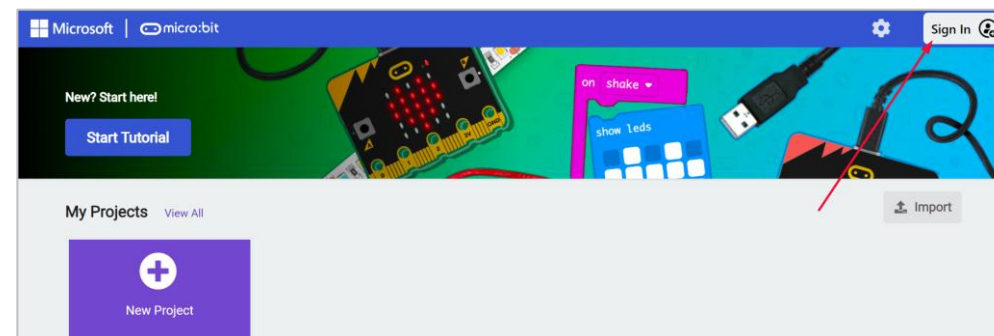 Microsoft | micro:bit
Sign In
New? Start here!
Start Tutorial
on shake
show leds
My Projects View All
Import
New Project